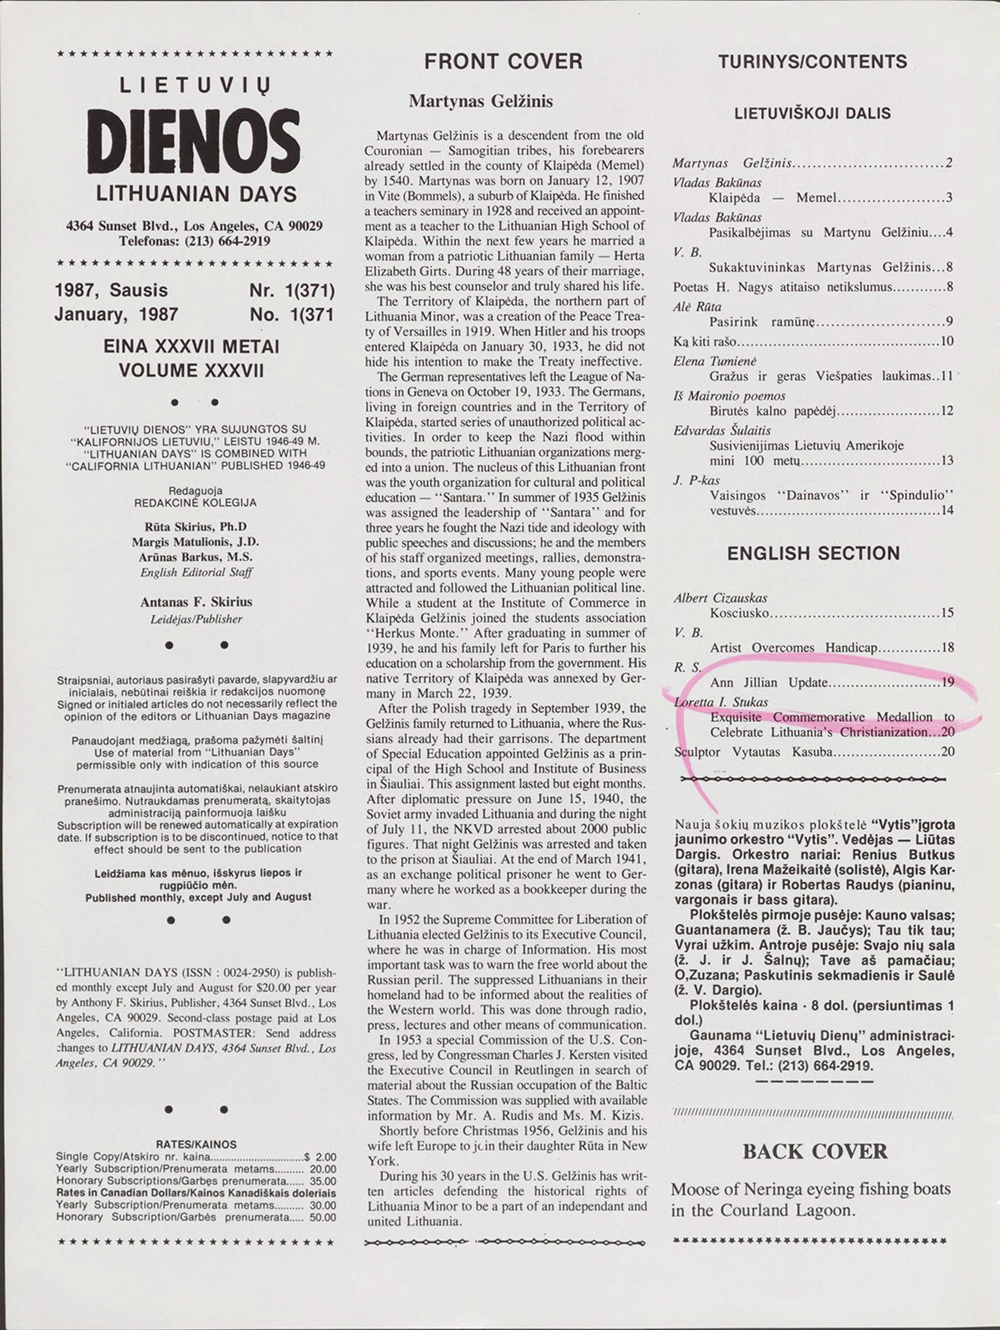 LIETUVIŲ
DIENOS
LITHUANIAN DAYS
4364 Sunset Blvd., Los Angeles, CA 90029
Telefonas: (213) 664-2919
1987, Sausis Nr. 1(371)
January, 1987 No. 1(371
EINA XXXVII METAI
VOLUME XXXVII
"LIETUVIŲ DIENOS" YRA SUJUNGTOS SU
"KALIFORNIJOS LIETUVIU," LEISTU 1946-49 M.
"LITHUANIAN DAYS" IS COMBINED WITH
"CALIFORNIA LITHUANIAN" PUBLISHED 1946-49
Redaguoja
REDAKCINĖ KOLEGIJA
Rūta Skirius, Ph.D
Margis Matulionis, J.D.
Arūnas Barkus, M.S.
English Editorial Staff
Antanas F. Skirius
Leidėjas/Publisher
Straipsniai, autoriaus pasirašyti pavarde, slapyvardžiu ar
inicialais, nebūtinai reiškia ir redakcijos nuomonę
Signed or initialed articles do not necessarily reflect the
opinion of the editors or Lithuanian Days magazine
Panaudojant medžiagą, prašoma pažymėti šaltinį
Use of material from "Lithuanian Days"
permissible only with indication of this source
Prenumerata atnaujinta automatiškai, nelaukiant atskiro
pranešimo. Nutraukdamas prenumeratą, skaitytojas
administraciją painformuoja laišku
Subscription will be renewed automatically at expiration
date. If subscription is to be discontinued, notice to that
effect should be sent to the publication
Leidžiama kas mėnuo, išskyrus liepos ir
rugpiūčio mėn.
Published monthly, except July and August
"LITHUANIAN DAYS (ISSN : 0024-2950) is publish-
ed monthly except July and August for $20.00 per year
by Anthony F. Skirius, Publisher, 4364 Sunset Blvd., Los
Angeles, CA 90029. Second-class postage paid at Los
Angeles, California. POSTMASTER: Send address
changes to LITHUANIAN DAYS, 4364 Sunset Blvd., Los
Angeles, CA 90029."
RATES/KAINOS
Single Copy/Atskiro nr. kaina..............................$ 2.00
Yearly Subscription/Prenumerata metams.......... 20.00
Honorary Subscriptions/Garbęs prenumerata...... 35.00
Rates in Canadian Dollars/Kainos Kanadiškais doleriais
Yearly Subscription/Prenumerata metams.......... 30.00
Honorary Subscription/Garbės prenumerata..... 50.00
FRONT COVER
Martynas Gelžinis
Martynas Gelžinis is a descendent from the old
Couronian — Samogitian tribes, his forebearers
already settled in the county of Klaipėda (Memel)
by 1540. Martynas was born on January 12, 1907
in Vite (Bommels), a suburb of Klaipėda. He finished
a teachers seminary in 1928 and received an appoint-
ment as a teacher to the Lithuanian High School of
Klaipėda. Within the next few years he married a
woman from a patriotic Lithuanian family — Herta
Elizabeth Girts. During 48 years of their marriage,
she was his best counselor and truly shared his life.
The Territory of Klaipėda, the northern part of
Lithuania Minor, was a creation of the Peace Trea-
ty of Versailles in 1919. When Hitler and his troops
entered Klaipėda on January 30, 1933, he did not
hide his intention to make the Treaty ineffective.
The German representatives left the League of Na-
tions in Geneva on October 19, 1933. The Germans,
living in foreign countries and in the Territory of
Klaipėda, started series of unauthorized political ac-
tivities. In order to keep the Nazi flood within
bounds, the patriotic Lithuanian organizations merg-
ed into a union. The nucleus of this Lithuanian front
was the youth organization for cultural and political
education — "Santara." In summer of 1935 Gelžinis
was assigned the leadership of "Santara" and for
three years he fought the Nazi tide and ideology with
public speeches and discussions; he and the members
of his staff organized meetings, rallies, demonstra-
tions, and sports events. Many young people were
attracted and followed the Lithuanian political line.
While a student at the Institute of Commerce in
Klaipėda Gelžinis joined the students association
"Herkus Monte." After graduating in summer of
1939, he and his family left for Paris to further his
education on a scholarship from the government. His
native Territory of Klaipėda was annexed by Ger-
many in March 22, 1939.
After the Polish tragedy in September 1939, the
Gelžinis family returned to Lithuania, where the Rus-
sians already had their garrisons. The department
of Special Education appointed Gelžinis as a prin-
cipal of the High School and Institute of Business
in Šiauliai. This assignment lasted but eight months.
After diplomatic pressure on June 15, 1940, the
Soviet army invaded Lithuania and during the night
of July 11, the NKVD arrested about 2000 public
figures. That night Gelžinis was arrested and taken
to the prison at Šiauliai. At the end of March 1941,
as an exchange political prisoner he went to Ger-
many where he worked as a bookkeeper during the
war.
In 1952 the Supreme Committee for Liberation of
Lithuania elected Gelžinis to its Executive Council,
where he was in charge of Information. His most
important task was to warn the free world about the
Russian peril. The suppressed Lithuanians in their
homeland had to be informed about the realities of
the Western world. This was done through radio,
press, lectures and other means of communication.
In 1953 a special Commission of the U.S. Con-
gress, led by Congressman Charles J. Kersten visited
the Executive Council in Reutlingen in search of
material about the Russian occupation of the Baltic
States. The Commission was supplied with available
information by Mr. A. Rudis and Ms. M. Kizis.
Shortly before Christmas 1956, Gelžinis and his
wife left Europe to join their daughter Rūta in New
York.
During his 30 years in the U.S. Gelžinis has writ-
ten articles defending the historical rights of
Lithuania Minor to be a part of an independant and
united Lithuania.
TURINYS/CONTENTS
LIETUVIŠKOJI DALIS
Martynas Gelžinis..............................2
Vladas Bakūnas
Klaipėda — Memel......................3
Vladas Bakūnas
Pasikalbėjimas su Martynu Gelžiniu....4
V. B.
Sukaktuvininkas Martynas Gelžinis...8
Poetas H. Nagys atitaiso netikslumus...........8
Alė Rūta
Pasirink ramūnę..........................9
Ką kiti rašo........................................10
Elena Tumienė
Gražus ir geras Viešpaties laukimas..11
Iš Maironio poemos
Birutės kalno papėdėj.....................12
Edvardas Šulaitis
Susivienijimas Lietuvių Amerikoje
mini 100 metų............................13
J. P-kas
Vaisingos "Dainavos" ir "Spindulio"
vestuvės.....................................14
ENGLISH SECTION
Albert Cizauskas
Kosciusko..................................15
V. B.
Artist Overcomes Handicap.............18
R. S.
Ann Jillian Update.......................19
Loretta I. Stukas
Exquisite Commemorative Medallion to
Celebrate Lithuania's Christianization...20
Sculptor Vytautas Kasuba......................20
Nauja šokių muzikos plokštelė "Vytis"įgrota
jaunimo orkestro "Vytis". Vedėjas — Liūtas
Dargis. Orkestro nariai: Renius Butkus
(gitara), Irena Mažeikaitė (solistė), Algis Kar-
zonas (gitara) ir Robertas Raudys (pianinu,
vargonais ir bass gitara).
Plokštelės pirmoje pusėje: Kauno valsas;
Guantanamera (ž. B. Jaučys); Tau tik tau;
Vyrai užkim. Antroje pusėje: Svajo nių sala
(ž. J. ir J. Šalnų); Tave aš pamačiau;
O,Zuzana; Paskutinis sekmadienis ir Saulė
(ž. V. Dargio).
Plokštelės kaina - 8 dol. (persiuntimas 1
dol.)
Gaunama "Lietuvių Dienų" administraci-
joje, 4364 Sunset Blvd., Los Angeles,
CA 90029. Tel.: (213) 664-2919.
BACK COVER
Moose of Neringa eyeing fishing boats
in the Courland Lagoon.